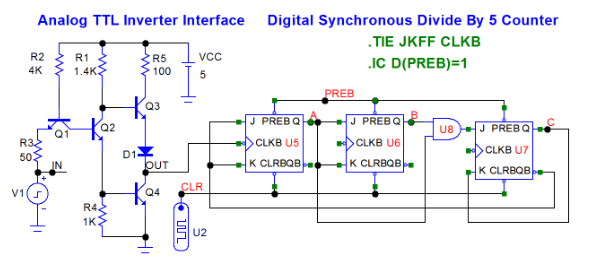 Analog TTL Inverter Interface
Digital Synchronous Divide By 5 Counter
.TIE JKFF CLKB
.IC D(PREB)=1
R2
4K
R1
1.4K
R5
100
VCC
5
Q1
Q2
Q3
D1
OUT
Q4
R3
50
IN
V1
R4
1K
CLR
U2
PREB
A
B
C
J PREB Q
CLKB U5
K CLRBQB
J PREB Q
CLKB U6
K CLRBQB
U8
J PREB Q
CLKB U7
K CLRBQB